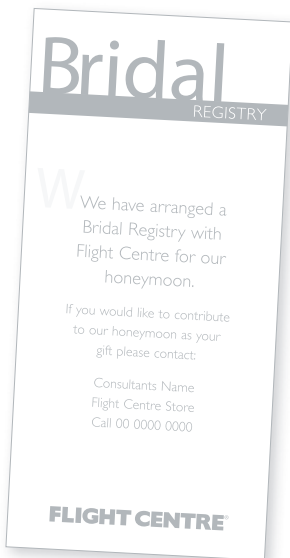 Bridal
REGISTRY
We have arranged a
Bridal Registry with
Flight Centre for our
honeymoon.
If you would like to contribute
to our honeymoon as your
gift please contact:
Consultants Name
Flight Centre Store
Call 00 0000 0000
FLIGHT CENTRE®